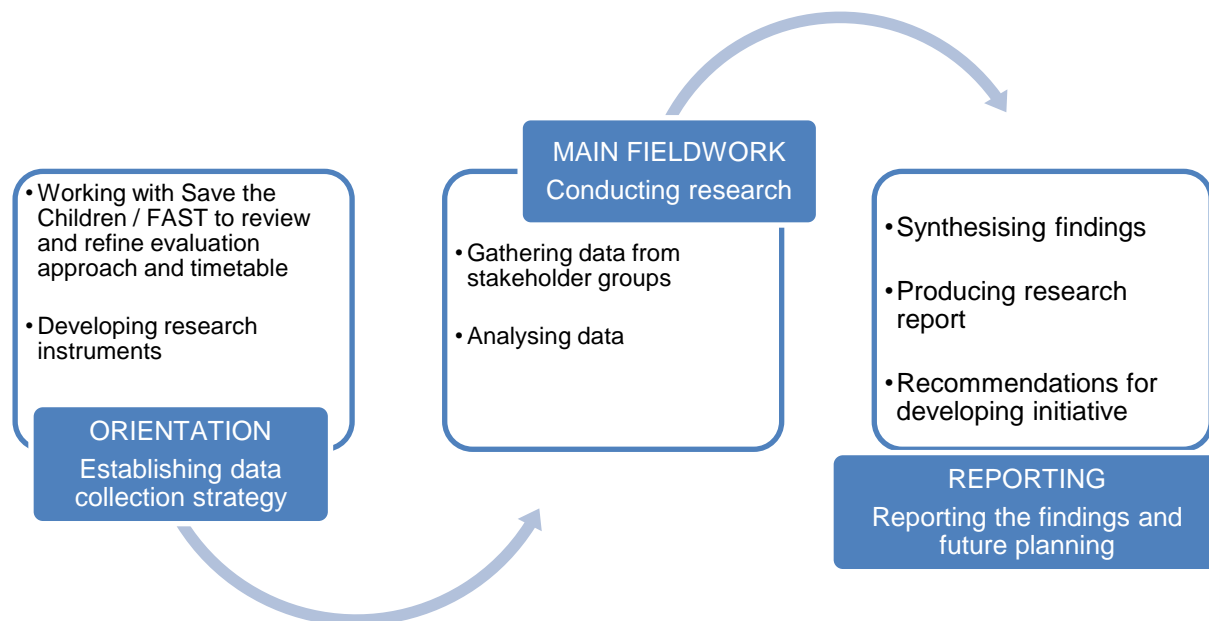 • Working with Save the
Children / FAST to review
and refine evaluation
approach and timetable
• Developing research
instruments
ORIENTATION
Establishing data
collection strategy
MAIN FIELDWORK
Conducting research
• Gathering data from
stakeholder groups
• Analysing data
• Synthesising findings
• Producing research
report
• Recommendations for
developing initiative
REPORTING
Reporting the findings and
future planning